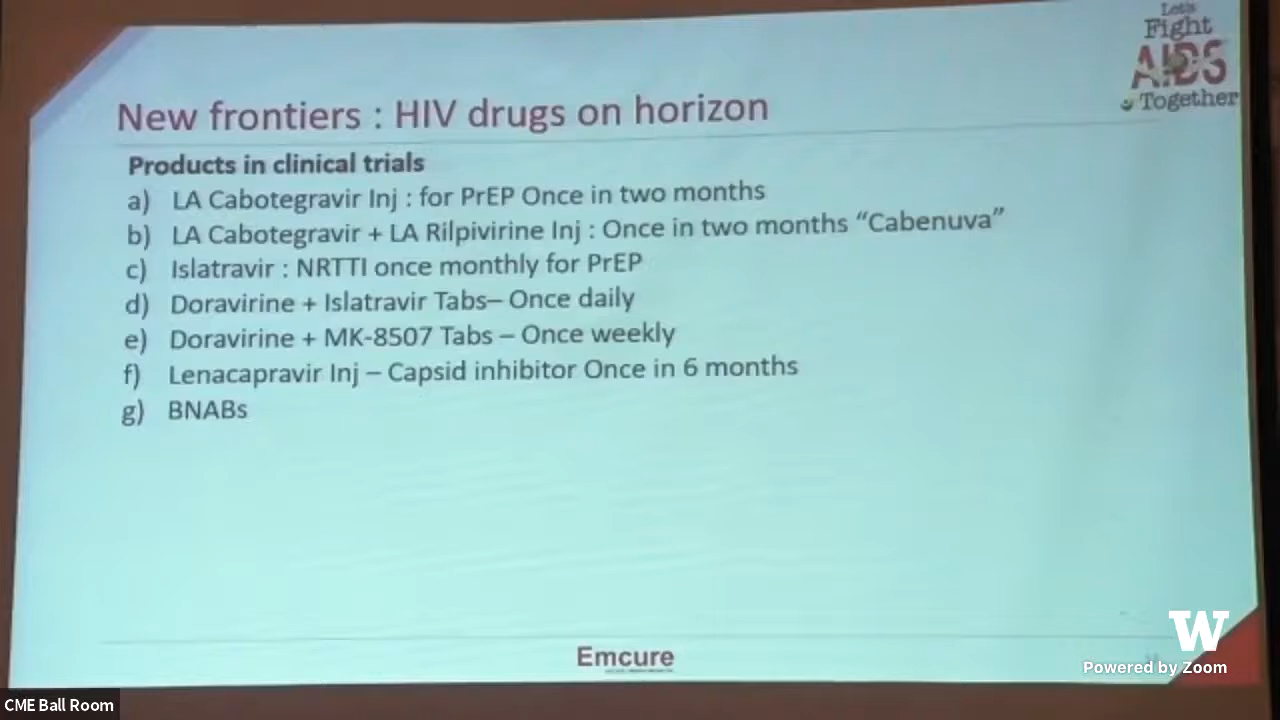 Let's
Fight
AIDS
Together
New frontiers : HIV drugs on horizon
Products in clinical trials
a) LA Cabotegravir Inj : for PrEP Once in two months
b) LA Cabotegravir + LA Rilpivirine Inj : Once in two months “Cabenuva”
c) Islatravir : NRTTI once monthly for PrEP
d) Doravirine + Islatravir Tabs– Once daily
e) Doravirine + MK-8507 Tabs – Once weekly
f) Lenacapravir Inj – Capsid inhibitor Once in 6 months
g) BNABs
Emcure
W
Powered by Zoom
CME Ball Room